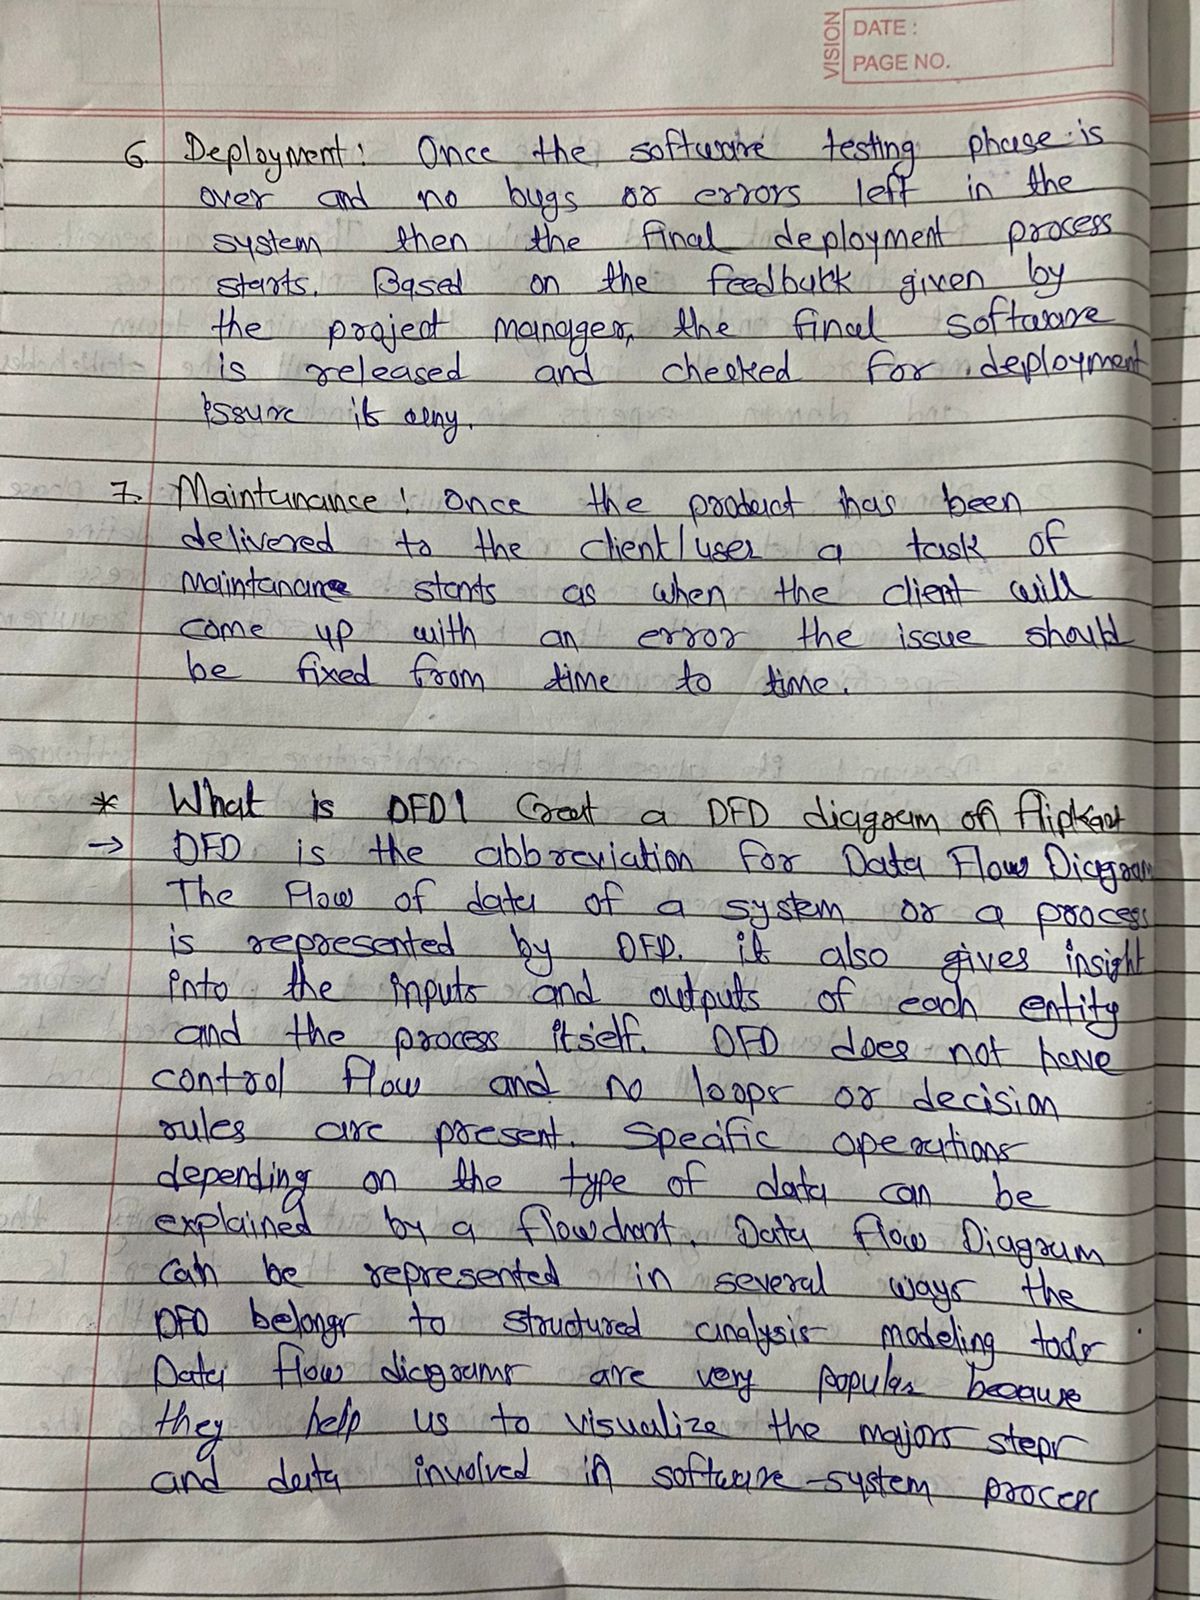 VISION
DATE :
PAGE NO.
6. Deployment: Once the software testing phase is
over and no bugs or errors left in the
system then the final deployment process
starts. Based on the feedback given by
the project manager, the final software
is released and checked for deployment
issure if any.
7. Maintanance: Once the product has been
delivered to the client/user a task of
maintanance starts as when the client will
come up with an error the issue should
be fixed from time to time.
* What is DFD! Creat a DFD diagram on flipkart
→ DFD is the abbreviation for Data Flow Diagram
The Flow of data of a system or a process
is represented by DFD. it also gives insight
into the inputs and outputs of each entity
and the process itself. DFD does not have
control flow and no loops or decision
rules are present. Specific operations
depending on the type of data can be
explained by a flowchart. Data flow Diagram
can be represented in several ways the
DFD belongs to structured analysis modeling tools
Data flow diagrams are very popular because
they help us to visualize the majors steps
and data involved in software-system process